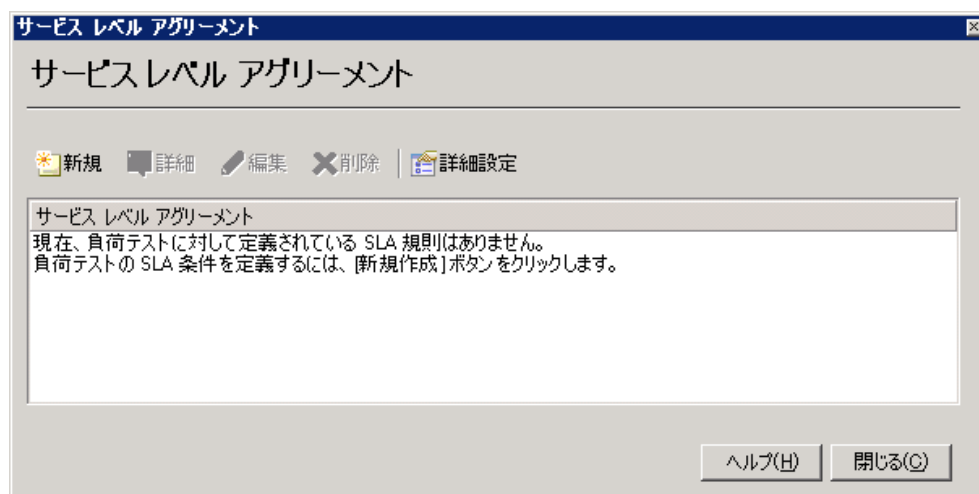 サービス レベル アグリーメント
サービス レベル アグリーメント
新規 詳細 編集 削除 詳細設定
サービス レベル アグリーメント
現在、負荷テストに対して定義されている SLA 規則はありません。
負荷テストの SLA 条件を定義するには、[新規作成]ボタンをクリックします。
ヘルプ(H) 閉じる(C)